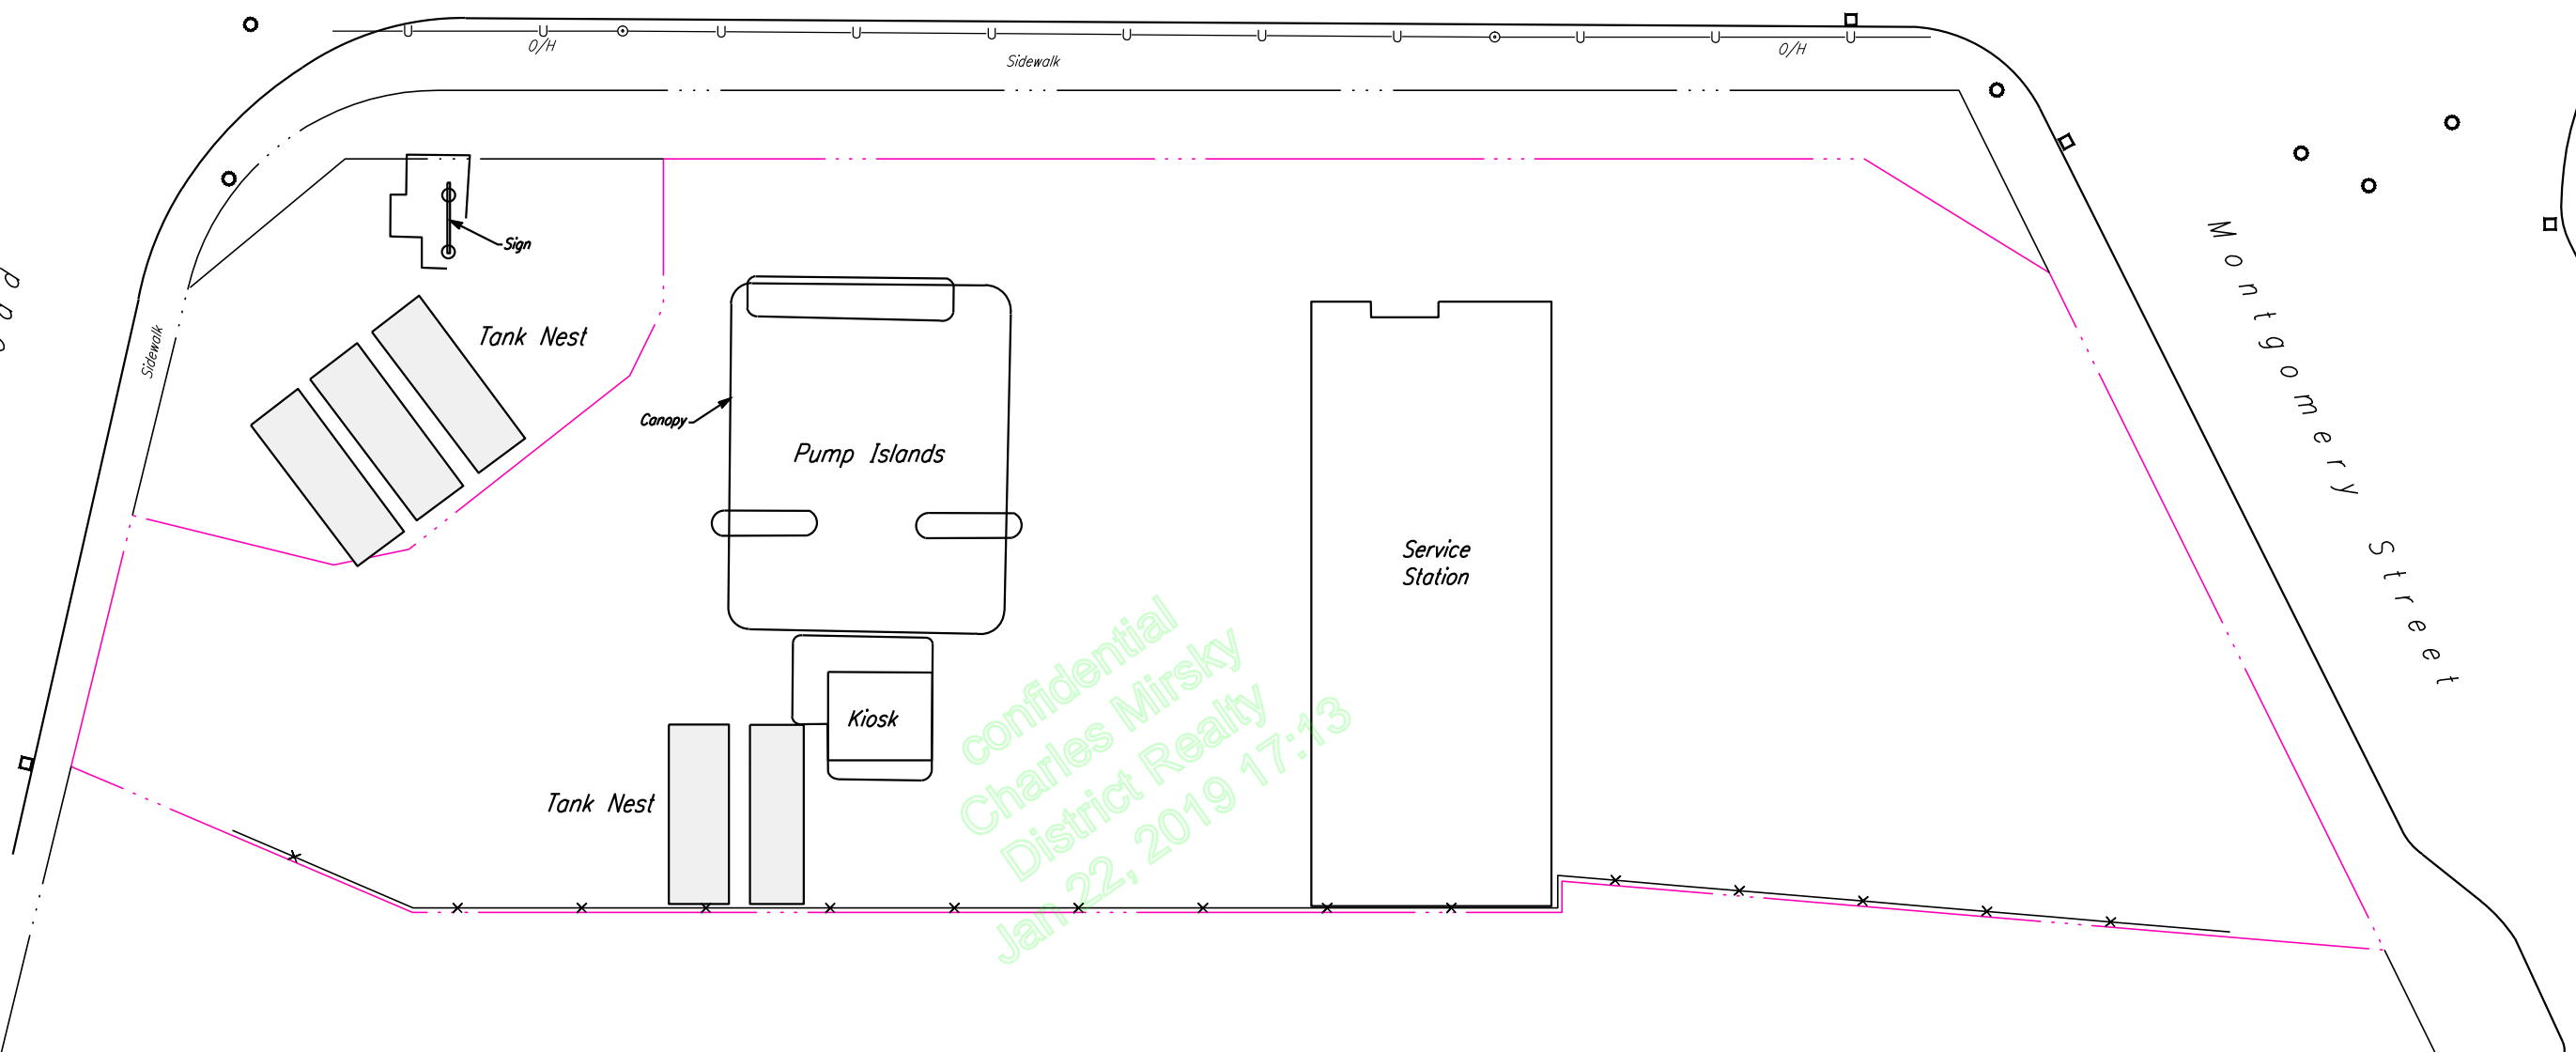 O/H
O/H
Sidewalk
Sign
Montgomery Street
Sidewalk
Tank Nest
Canopy
Pump Islands
Service
Station
Kiosk
Tank Nest
confidential
Charles Mirsky
District Realty
Jan 22, 2019 17:13